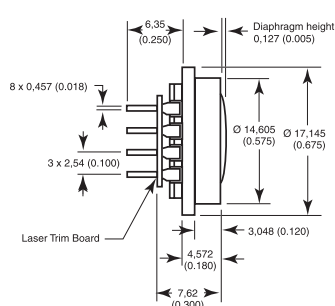 6,35
(0.250)
Diaphragm height
0,127 (0.005)
8 x 0,457 (0.018)
Ø 14,605
(0.575)
Ø 17,145
(0.675)
3 x 2,54 (0.100)
Laser Trim Board
3,048 (0.120)
4,572
(0.180)
7,62
(0.300)